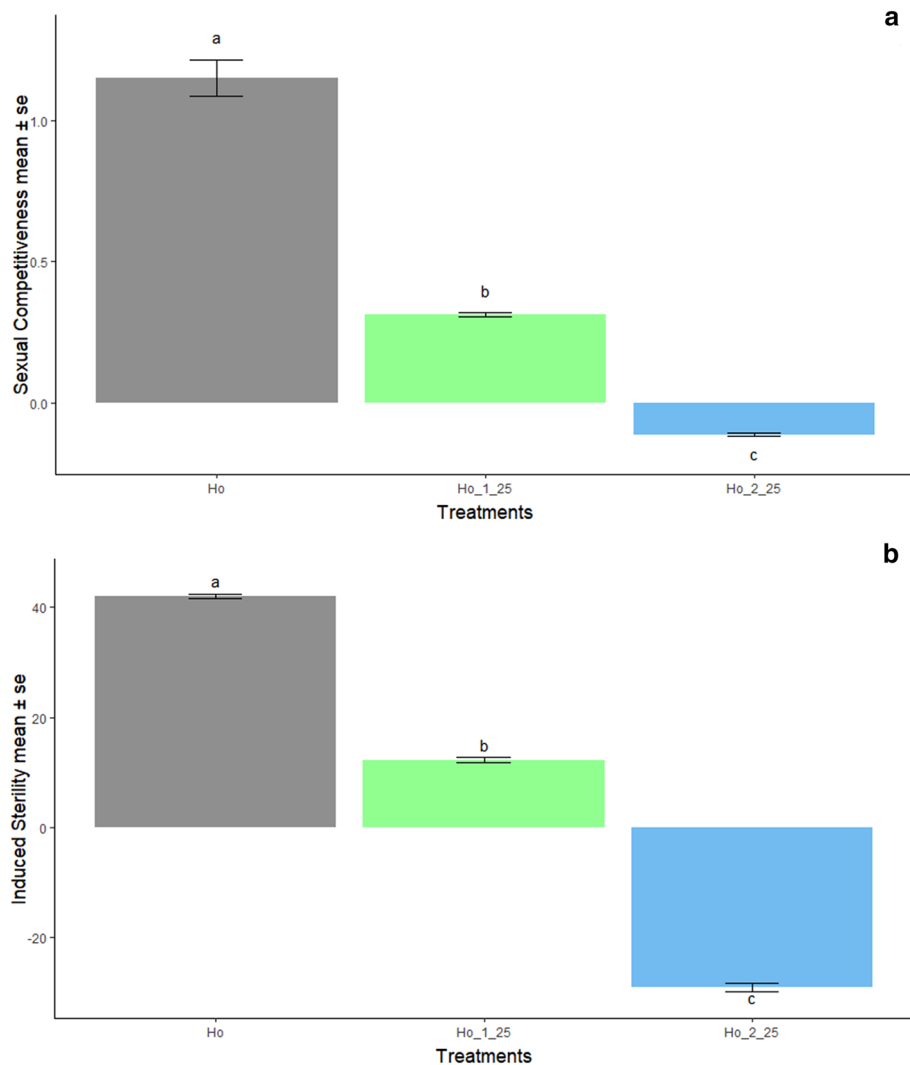 a
a
1.0
b
0.5
0.0
c
Sexual Competitiveness mean ± se
Ho Ho_1_25 Ho_2_25
Treatments
b
a
40
20
b
0
-20
c
Induced Sterility mean ± se
Ho Ho_1_25 Ho_2_25
Treatments